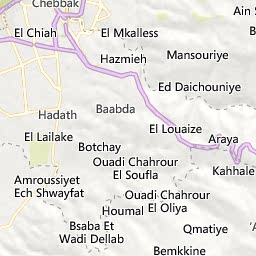 Chebbak
Ain S
El Chiah
El Mkalless
Hazmieh
Mansouriye
Ed Daichouniye
Baabda
Hadath
El Louaize
El Lailake
Araya
Botchay
Ouadi Chahrour
El Soufla
Kahhale
Amroussiyet
Ech Shwayfat
Ouadi Chahrour
El Oliya
Houmal
Bsaba Et
Wadi Dellab
Qmatiye
Bemkkine